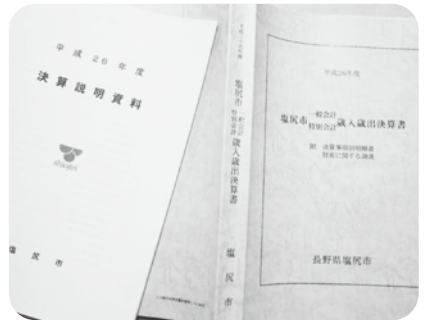 平成26年度
決算説明資料
shiojiri
塩尻市
塩尻市 一般会計 特別会計 歳入歳出決算書
塩尻市
平成26年度
塩尻市 一般会計 特別会計 歳入歳出決算書
附 決算事項別明細書
財産に関する調書
長野県塩尻市